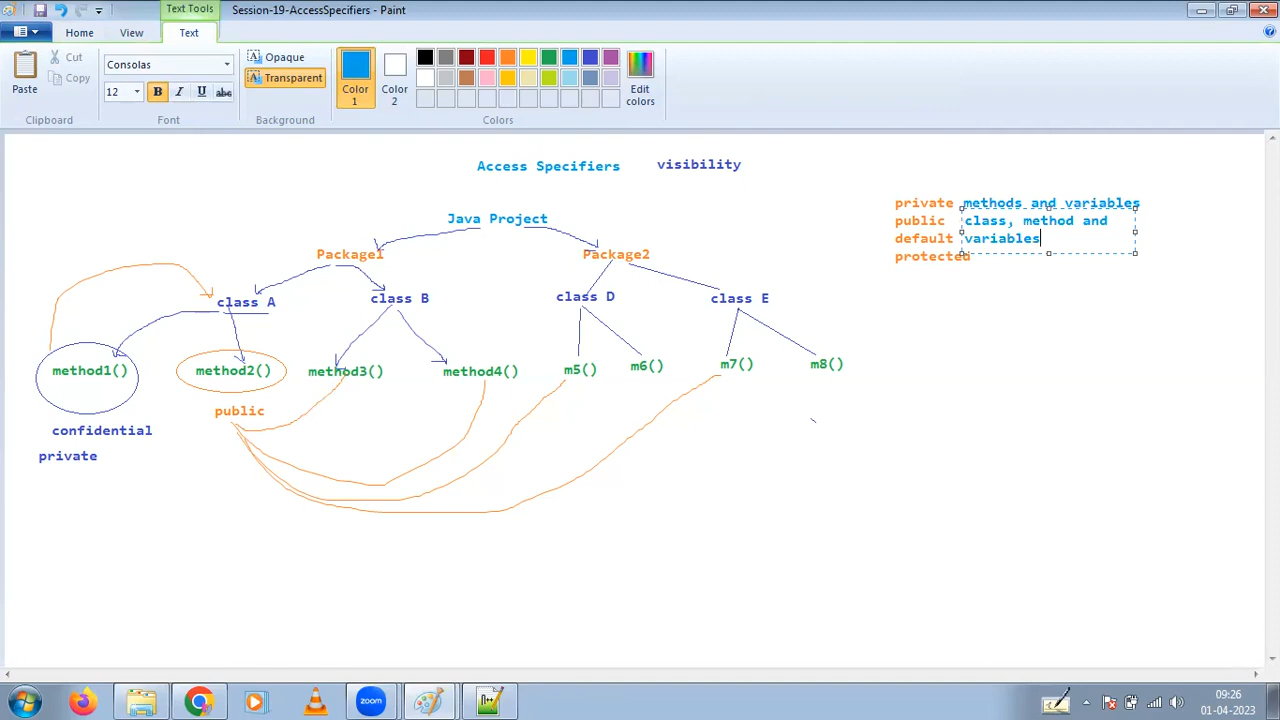 Text Tools
Session-19-AccessSpecifiers - Paint
Home
View
Text
Paste
Cut
Copy
Clipboard
Consolas
12
B
I
U
abc
Font
Opaque
Transparent
Background
Color 1
Color 2
Edit colors
Colors
Access Specifiers
visibility
Java Project
Package1
Package2
class A
class B
class D
class E
method1()
method2()
method3()
method4()
m5()
m6()
m7()
m8()
public
confidential
private
private methods and variables
public class, method and
default variables
protected
zoom
09:26
01-04-2023